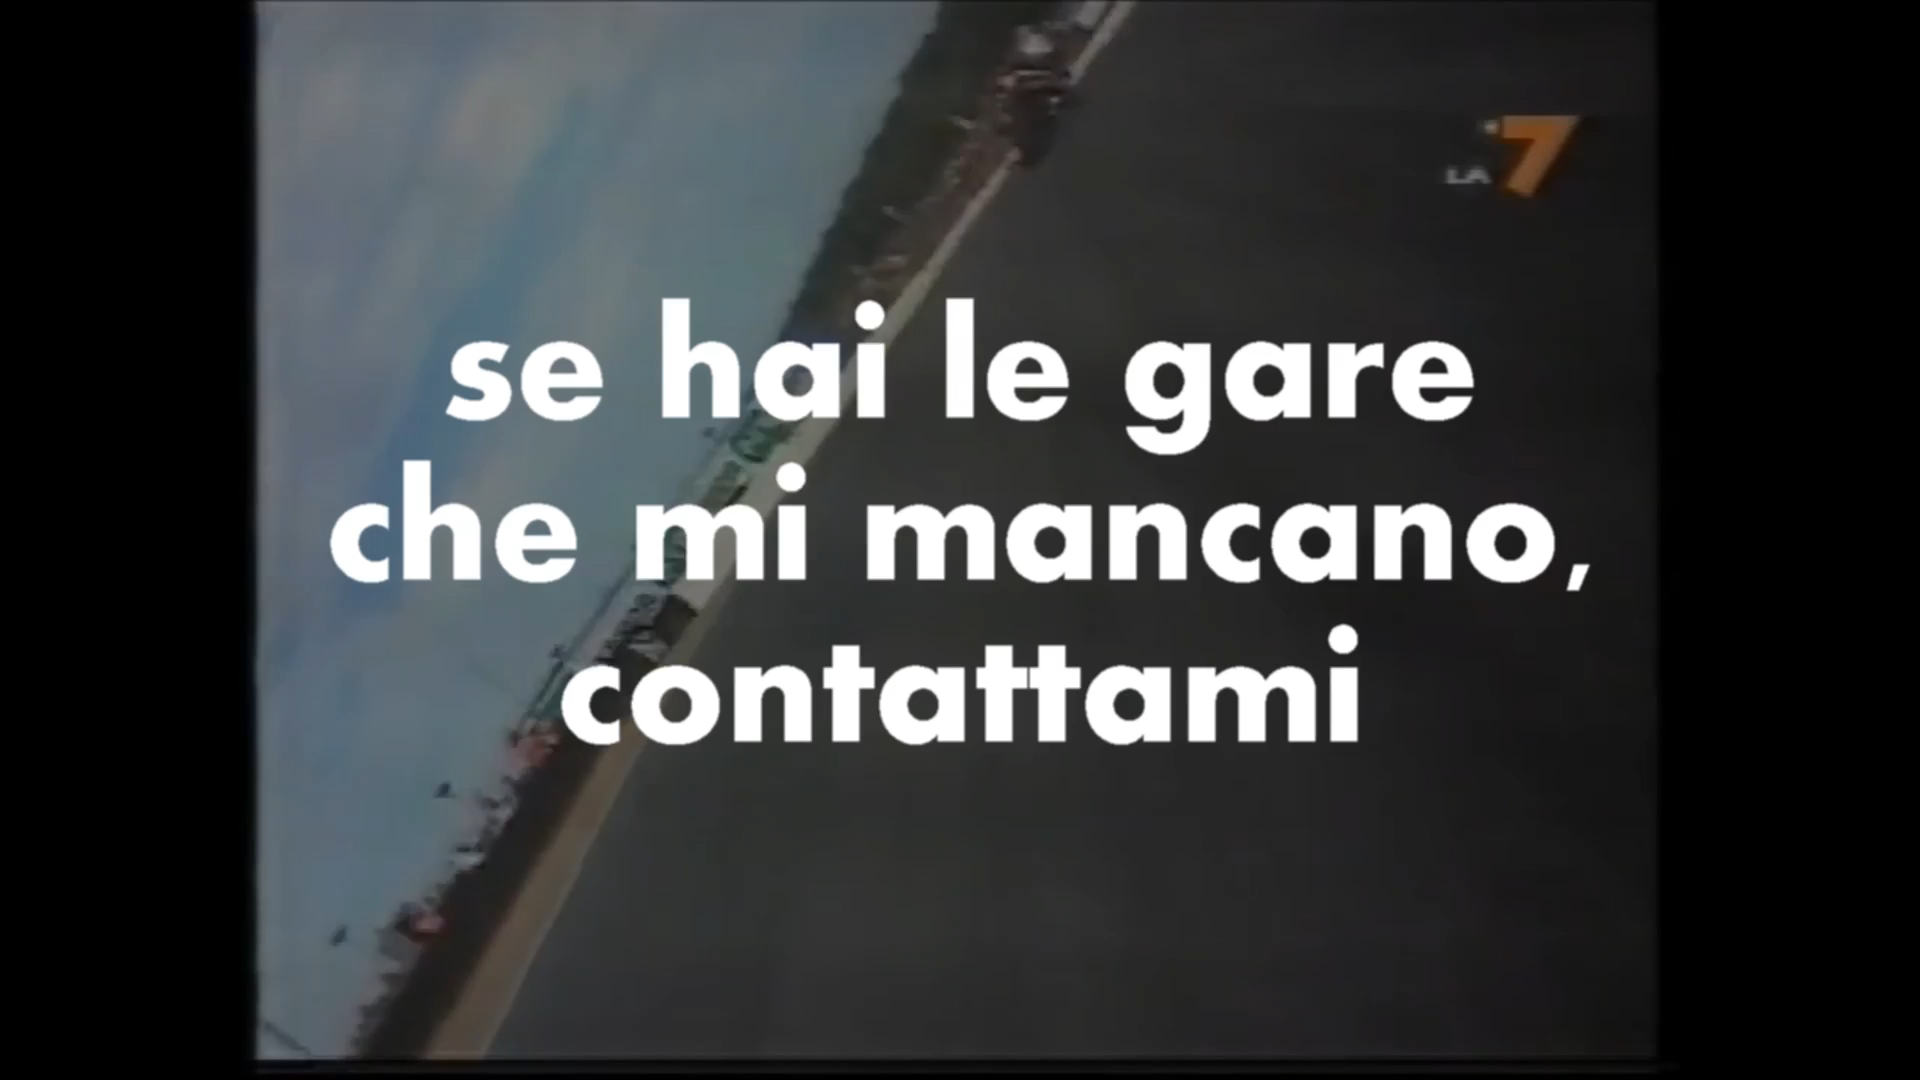 LA 7
se hai le gare
che mi mancano,
contattami